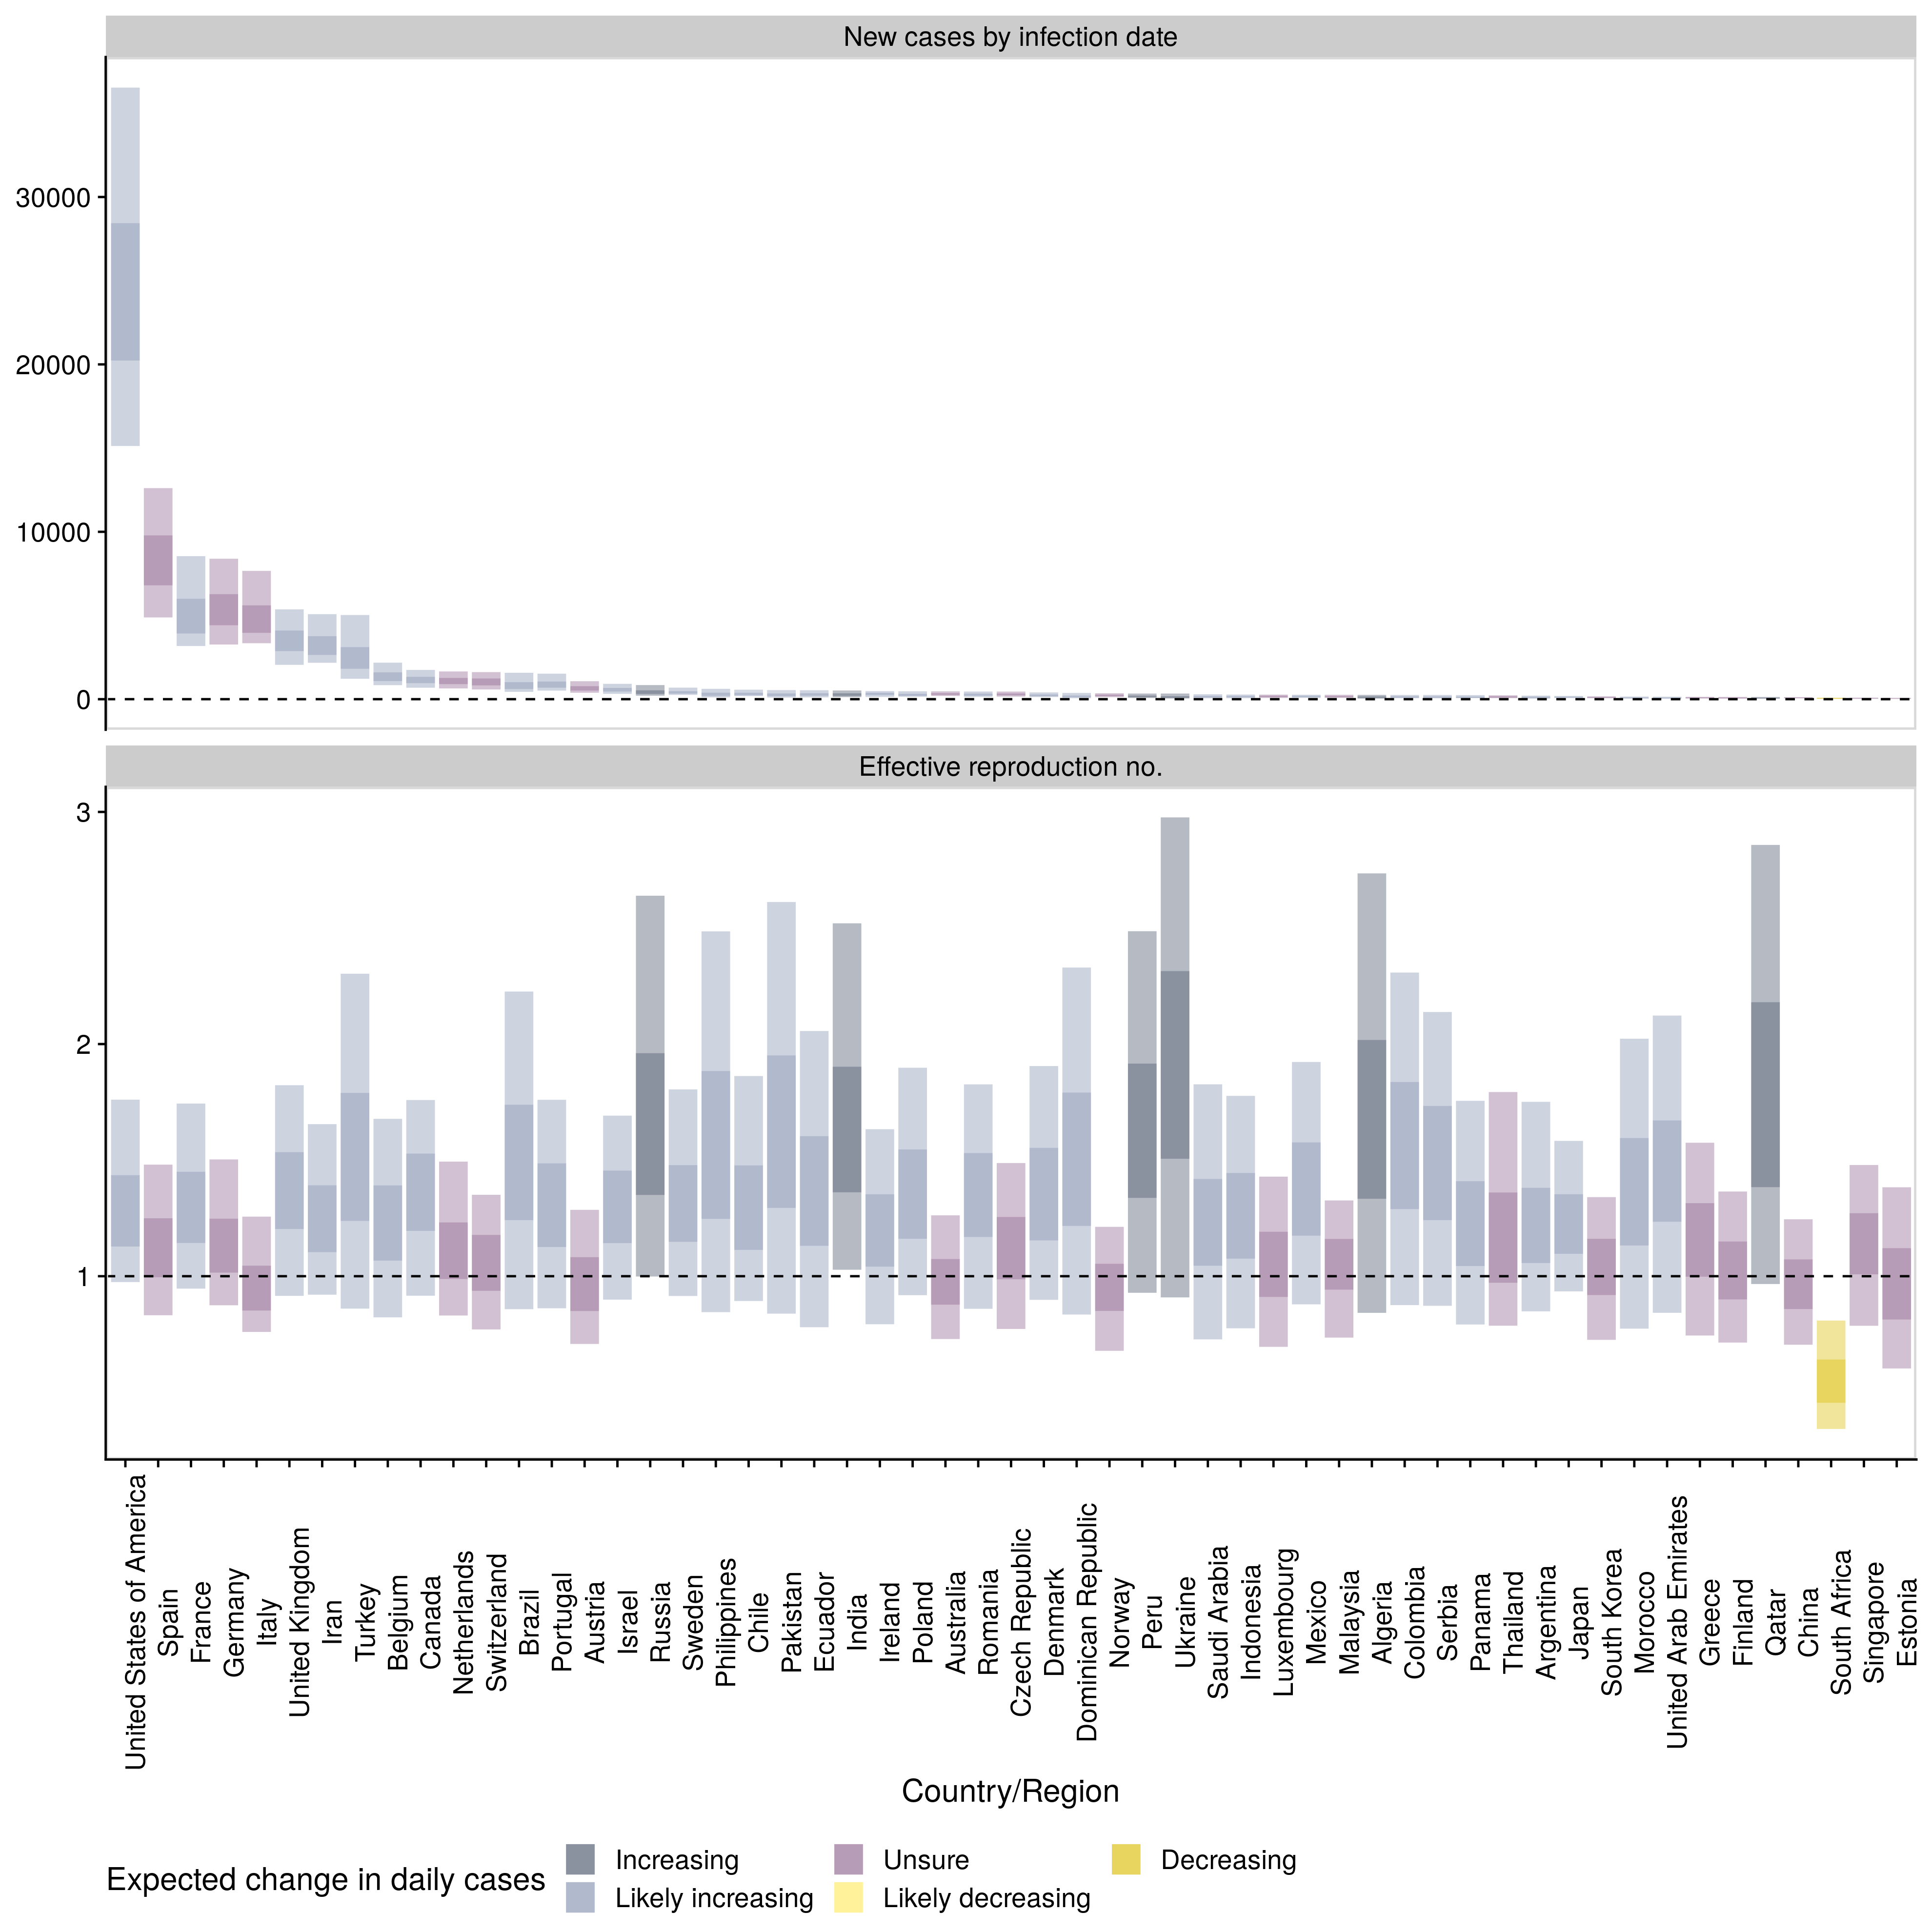 New cases by infection date
30000
20000
10000
0
Effective reproduction no.
3
2
1
United States of America
Spain
France
Germany
Italy
United Kingdom
Iran
Turkey
Belgium
Canada
Netherlands
Switzerland
Brazil
Portugal
Austria
Israel
Russia
Sweden
Philippines
Chile
Pakistan
Ecuador
India
Ireland
Poland
Australia
Romania
Czech Republic
Denmark
Dominican Republic
Norway
Peru
Ukraine
Saudi Arabia
Indonesia
Luxembourg
Mexico
Malaysia
Algeria
Colombia
Serbia
Panama
Thailand
Argentina
Japan
South Korea
Morocco
United Arab Emirates
Greece
Finland
Qatar
China
South Africa
Singapore
Estonia
Country/Region
Expected change in daily cases
Increasing
Likely increasing
Unsure
Likely decreasing
Decreasing